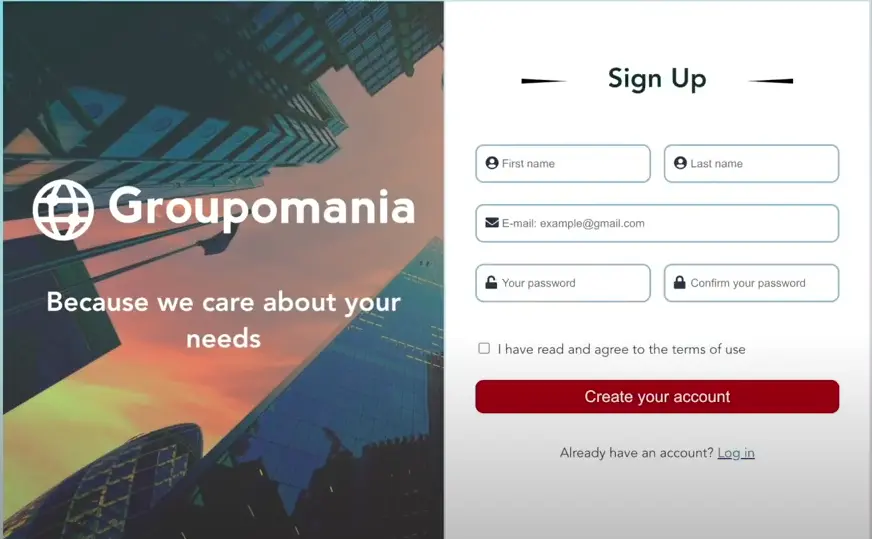 Groupomania
Because we care about your
needs
Sign Up
First name
Last name
E-mail: example@gmail.com
Your password
Confirm your password
I have read and agree to the terms of use
Create your account
Already have an account? Log in